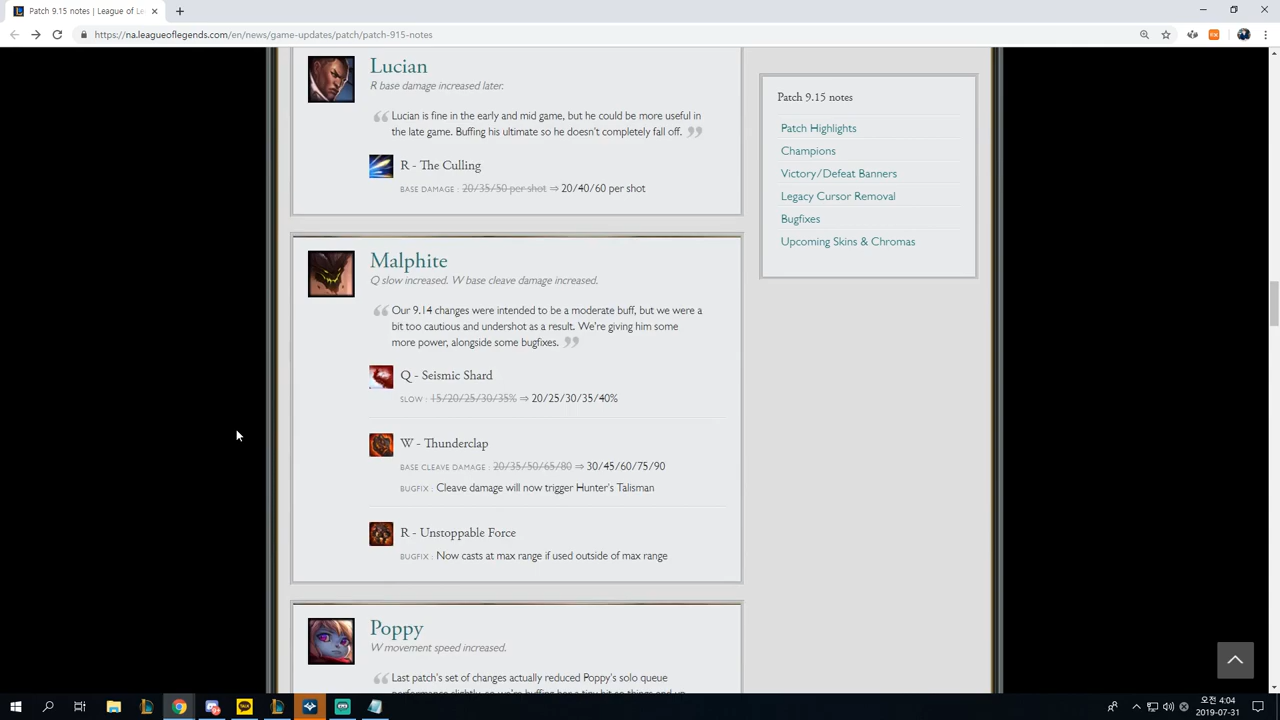 Patch 9.15 notes | League of Le
https://na.leagueoflegends.com/en/news/game-updates/patch/patch-915-notes
Lucian
R base damage increased later.
Lucian is fine in the early and mid game, but he could be more useful in
the late game. Buffing his ultimate so he doesn't completely fall off.
R - The Culling
BASE DAMAGE : 20/35/50 per shot ⇒ 20/40/60 per shot
Malphite
Q slow increased. W base cleave damage increased.
Our 9.14 changes were intended to be a moderate buff, but we were a
bit too cautious and undershot as a result. We're giving him some
more power, alongside some bugfixes.
Q - Seismic Shard
SLOW : 15/20/25/30/35% ⇒ 20/25/30/35/40%
W - Thunderclap
BASE CLEAVE DAMAGE : 20/35/50/65/80 ⇒ 30/45/60/75/90
BUGFIX : Cleave damage will now trigger Hunter's Talisman
R - Unstoppable Force
BUGFIX : Now casts at max range if used outside of max range
Poppy
W movement speed increased.
Last patch's set of changes actually reduced Poppy's solo queue
Patch 9.15 notes
Patch Highlights
Champions
Victory/Defeat Banners
Legacy Cursor Removal
Bugfixes
Upcoming Skins & Chromas
TALK
오전 4:04
2019-07-31